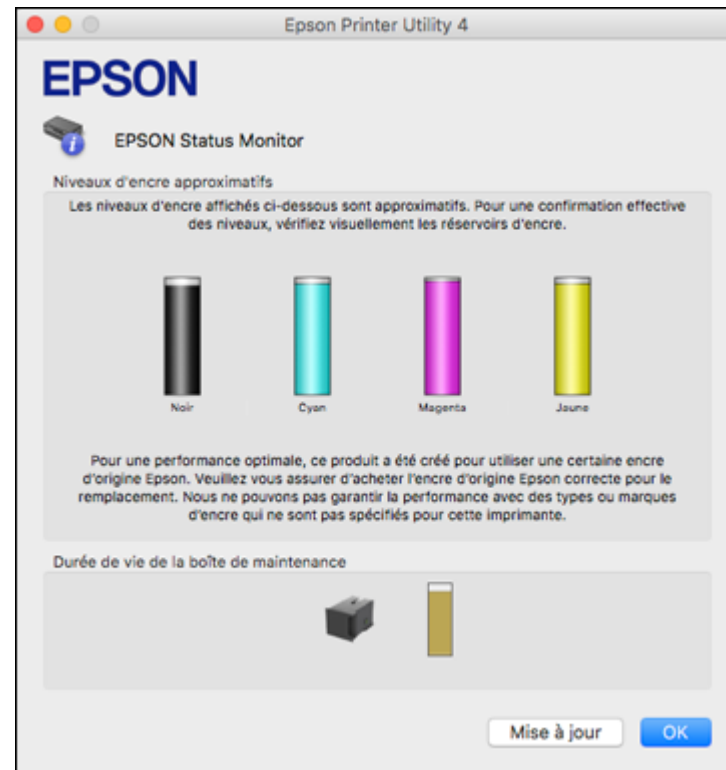 Epson Printer Utility 4
EPSON
EPSON Status Monitor
Niveaux d'encre approximatifs
Les niveaux d'encre affichés ci-dessous sont approximatifs. Pour une confirmation effective
des niveaux, vérifiez visuellement les réservoirs d'encre.
Noir Cyan Magenta Jaune
Pour une performance optimale, ce produit a été créé pour utiliser une certaine encre
d'origine Epson. Veuillez vous assurer d'acheter l'encre d'origine Epson correcte pour le
remplacement. Nous ne pouvons pas garantir la performance avec des types ou marques
d'encre qui ne sont pas spécifiés pour cette imprimante.
Durée de vie de la boîte de maintenance
Mise à jour OK